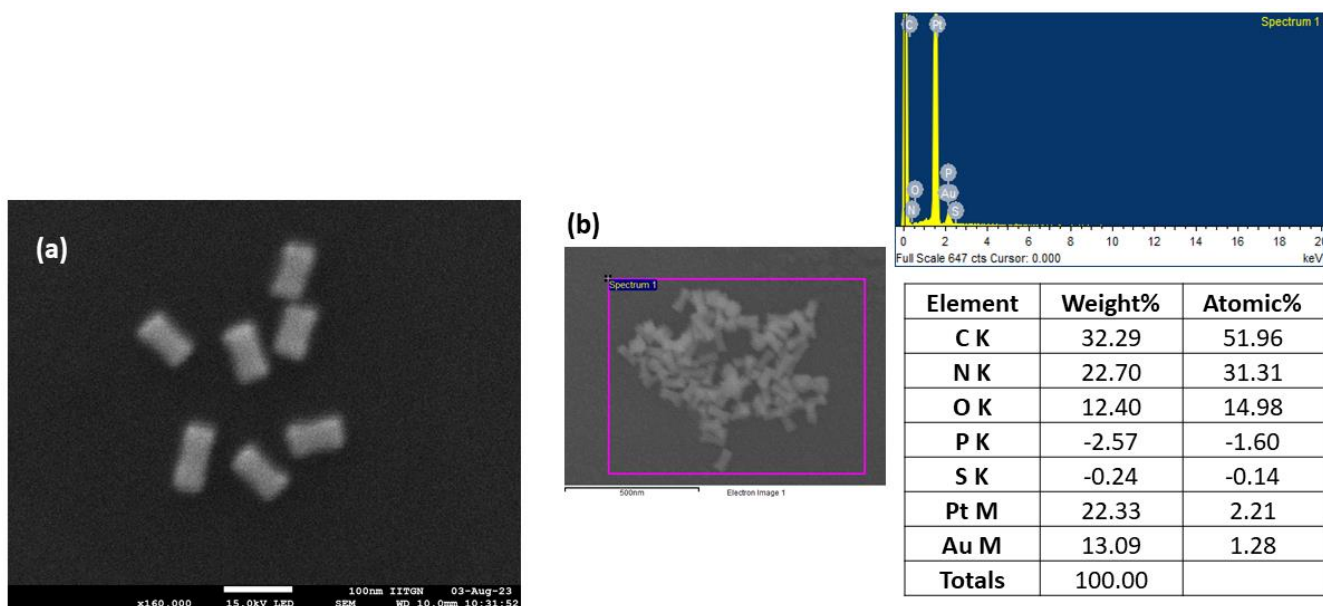 (a)
100nm IITGN 03-Aug-23
x160,000 15.0kV LED SEM WD 10.0mm 10:31:52
(b)
Spectrum 1
500nm Electron Image 1
Spectrum 1
C Pt
O P
N Au
S
0 2 4 6 8 10 12 14 16 18 20
Full Scale 647 cts Cursor: 0.000 keV
Element Weight% Atomic%
C K 32.29 51.96
N K 22.70 31.31
O K 12.40 14.98
P K -2.57 -1.60
S K -0.24 -0.14
Pt M 22.33 2.21
Au M 13.09 1.28
Totals 100.00